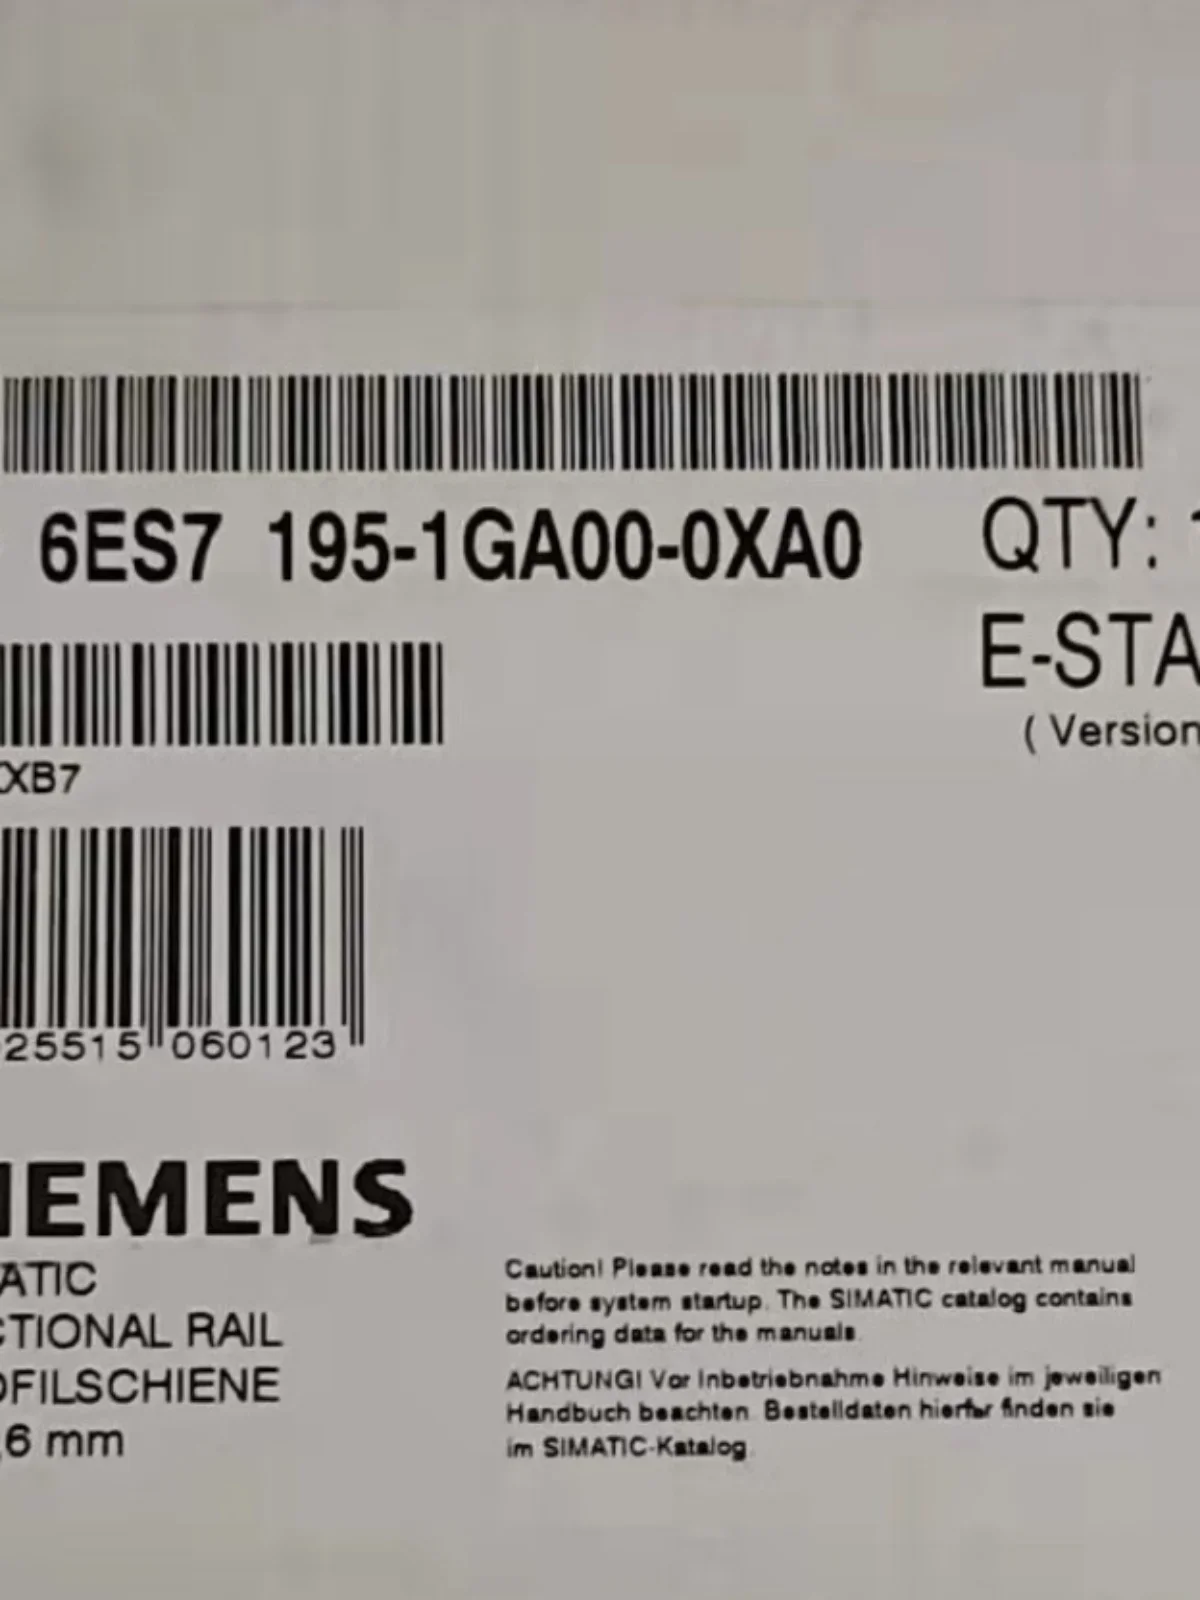 6ES7 195-1GA00-0XA0
QTY: 1
E-STA
( Version
XB7
25515 060123
IEMENS
ATIC
CTIONAL RAIL
OFILSCHIENE
,6 mm
Caution! Please read the notes in the relevant manual
before system startup. The SIMATIC catalog contains
ordering data for the manuals.
ACHTUNG! Vor Inbetriebnahme Hinweise im jeweiligen
Handbuch beachten. Bestelldaten hierfür finden sie
im SIMATIC-Katalog.